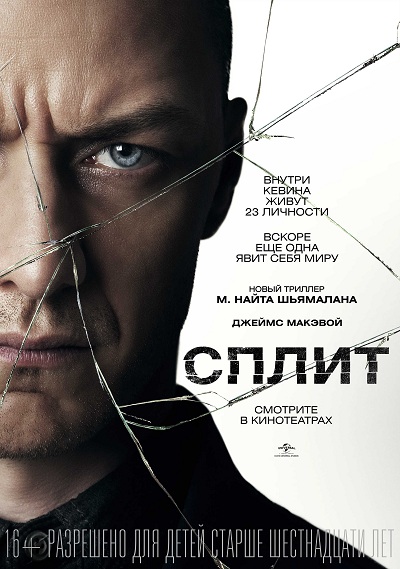 ВНУТРИ
КЕВИНА
ЖИВУТ
23 ЛИЧНОСТИ
ВСКОРЕ
ЕЩЕ ОДНА
ЯВИТ СЕБЯ МИРУ
НОВЫЙ ТРИЛЛЕР
М. НАЙТА ШЬЯМАЛАНА
ДЖЕЙМС МАКЭВОЙ
СПЛИТ
СМОТРИТЕ
В КИНОТЕАТРАХ
UNIVERSAL
16+ РАЗРЕШЕНО ДЛЯ ДЕТЕЙ СТАРШЕ ШЕСТНАДЦАТИ ЛЕТ